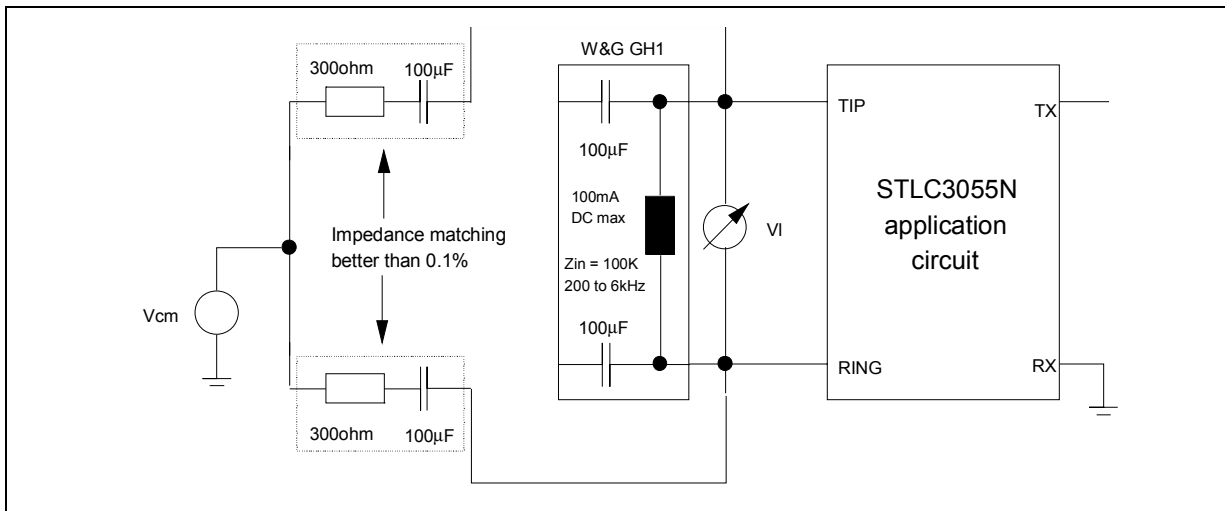 W&G GH1
300ohm
100μF
TIP
TX
100μF
STLC3055N
application
circuit
100mA
DC max
VI
Impedance matching
better than 0.1%
Zin = 100K
200 to 6kHz
Vcm
100μF
RING
RX
300ohm
100μF